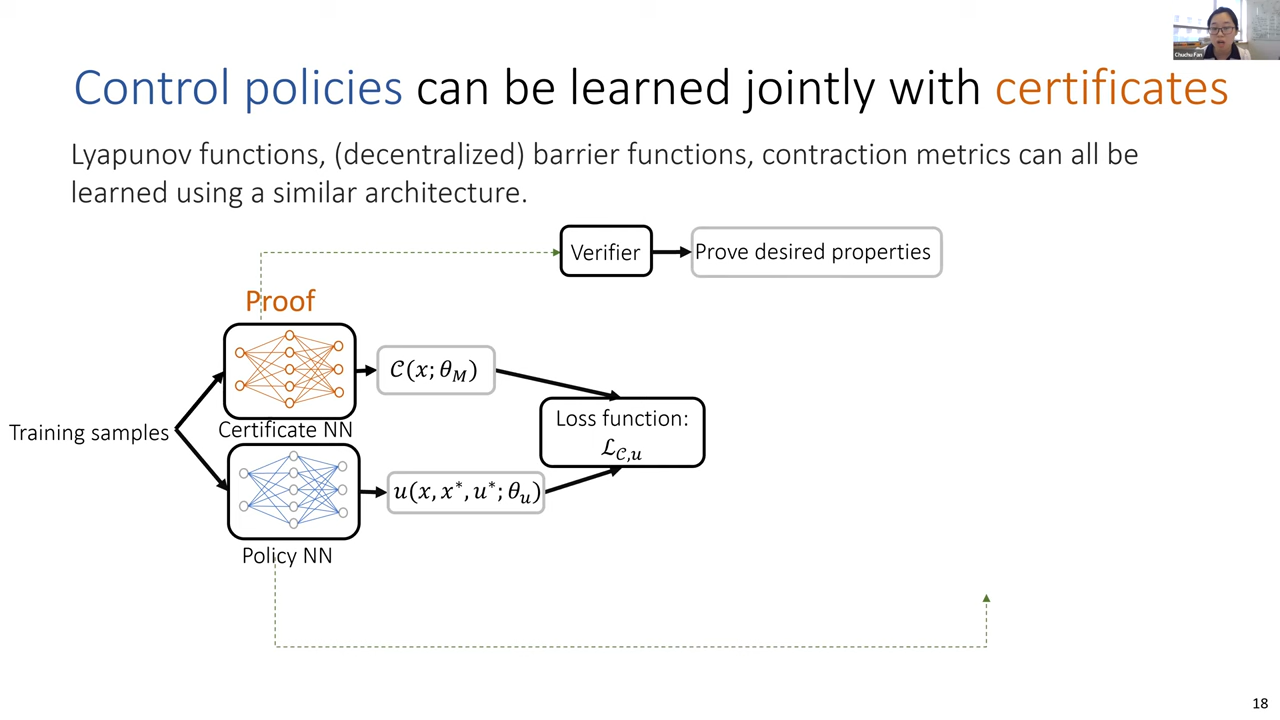 Chuchu Fan
Control policies can be learned jointly with certificates
Lyapunov functions, (decentralized) barrier functions, contraction metrics can all be
learned using a similar architecture.
Verifier
Prove desired properties
Proof
𝒞(x; θ_M)
Certificate NN
Training samples
Loss function:
ℒ_𝒞,u
u(x, x*, u*; θ_u)
Policy NN
18